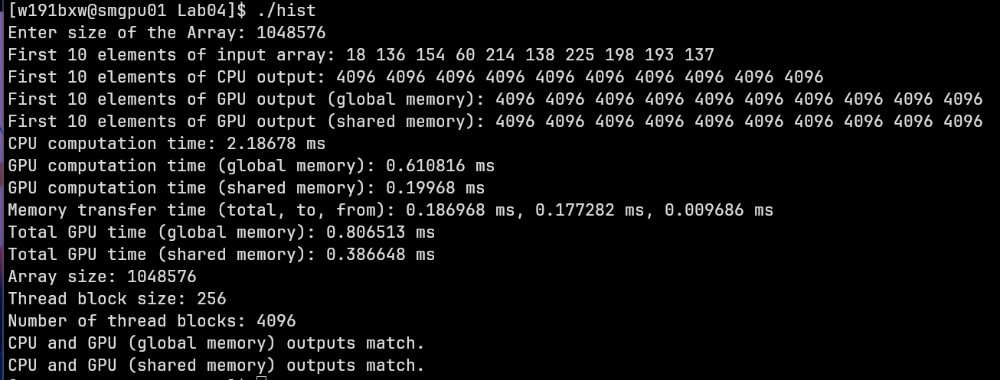 [w191bxw@smgpu01 Lab04]$ ./hist
Enter size of the Array: 1048576
First 10 elements of input array: 18 136 154 60 214 138 225 198 193 137
First 10 elements of CPU output: 4096 4096 4096 4096 4096 4096 4096 4096 4096 4096
First 10 elements of GPU output (global memory): 4096 4096 4096 4096 4096 4096 4096 4096 4096 4096
First 10 elements of GPU output (shared memory): 4096 4096 4096 4096 4096 4096 4096 4096 4096 4096
CPU computation time: 2.18678 ms
GPU computation time (global memory): 0.610816 ms
GPU computation time (shared memory): 0.19968 ms
Memory transfer time (total, to, from): 0.186968 ms, 0.177282 ms, 0.009686 ms
Total GPU time (global memory): 0.806513 ms
Total GPU time (shared memory): 0.386648 ms
Array size: 1048576
Thread block size: 256
Number of thread blocks: 4096
CPU and GPU (global memory) outputs match.
CPU and GPU (shared memory) outputs match.